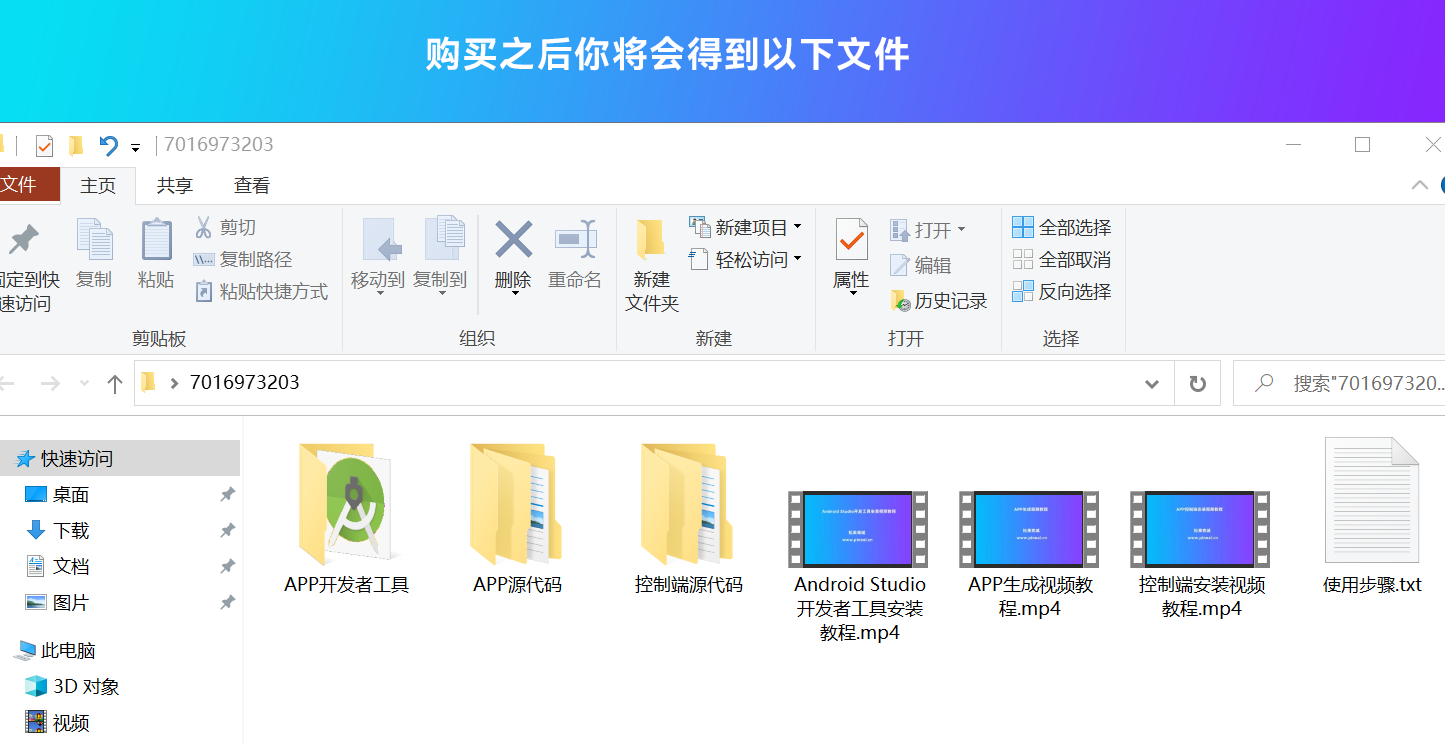 购买之后你将会得到以下文件
7016973203
文件 主页 共享 查看
剪切
新建项目
全部选择
打开
复制路径
轻松访问
全部取消
编辑
固定到快
速访问
复制
粘贴
粘贴快捷方式
移动到
复制到
删除
重命名
新建
文件夹
属性
历史记录
反向选择
剪贴板 组织 新建 打开 选择
7016973203
搜索"701697320...
快速访问
桌面
下载
文档
图片
此电脑
3D 对象
视频
APP开发者工具
APP源代码
控制端源代码
Android Studio
开发者工具安装
教程.mp4
APP生成视频教
程.mp4
控制端安装视频
教程.mp4
使用步骤.txt